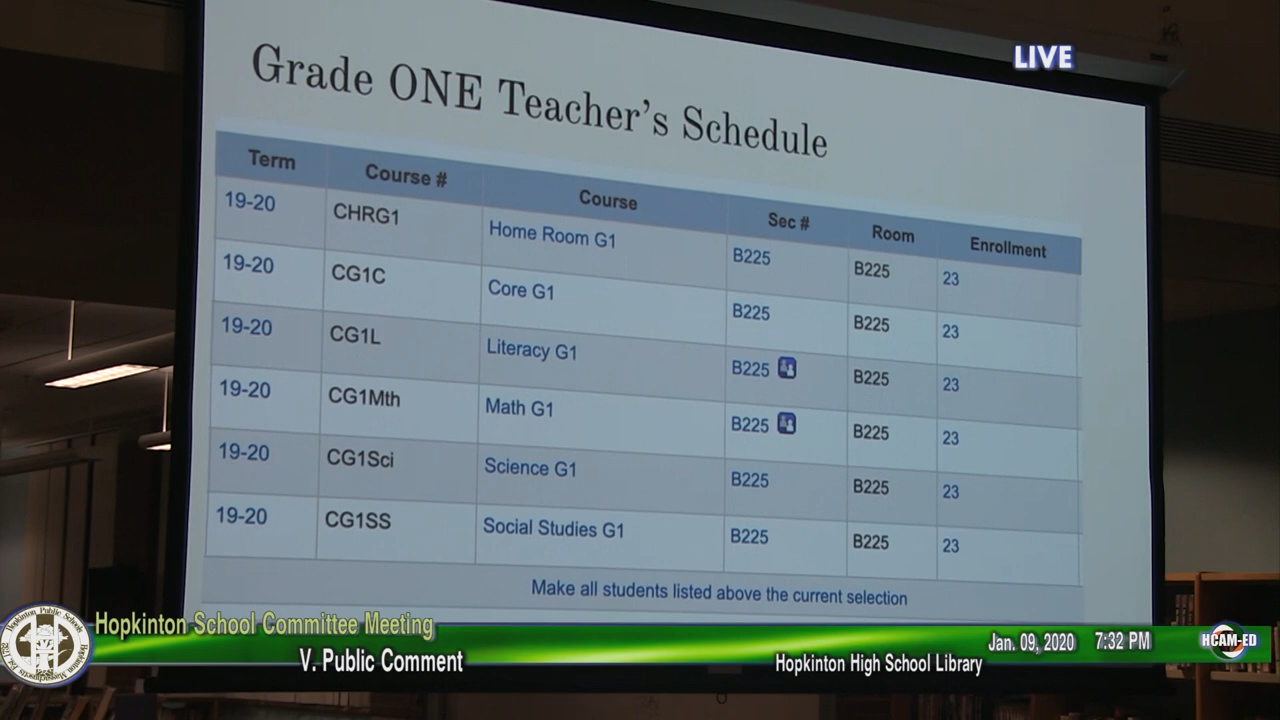 LIVE
Grade ONE Teacher's Schedule
Term Course # Course Sec # Room Enrollment
19-20 CHRG1 Home Room G1 B225 B225 23
19-20 CG1C Core G1 B225 B225 23
19-20 CG1L Literacy G1 B225 B225 23
19-20 CG1Mth Math G1 B225 B225 23
19-20 CG1Sci Science G1 B225 B225 23
19-20 CG1SS Social Studies G1 B225 B225 23
Make all students listed above the current selection
Hopkinton School Committee Meeting
V. Public Comment
Jan. 09, 2020 7:32 PM
Hopkinton High School Library
HCAM-ED
Hopkinton Public Schools